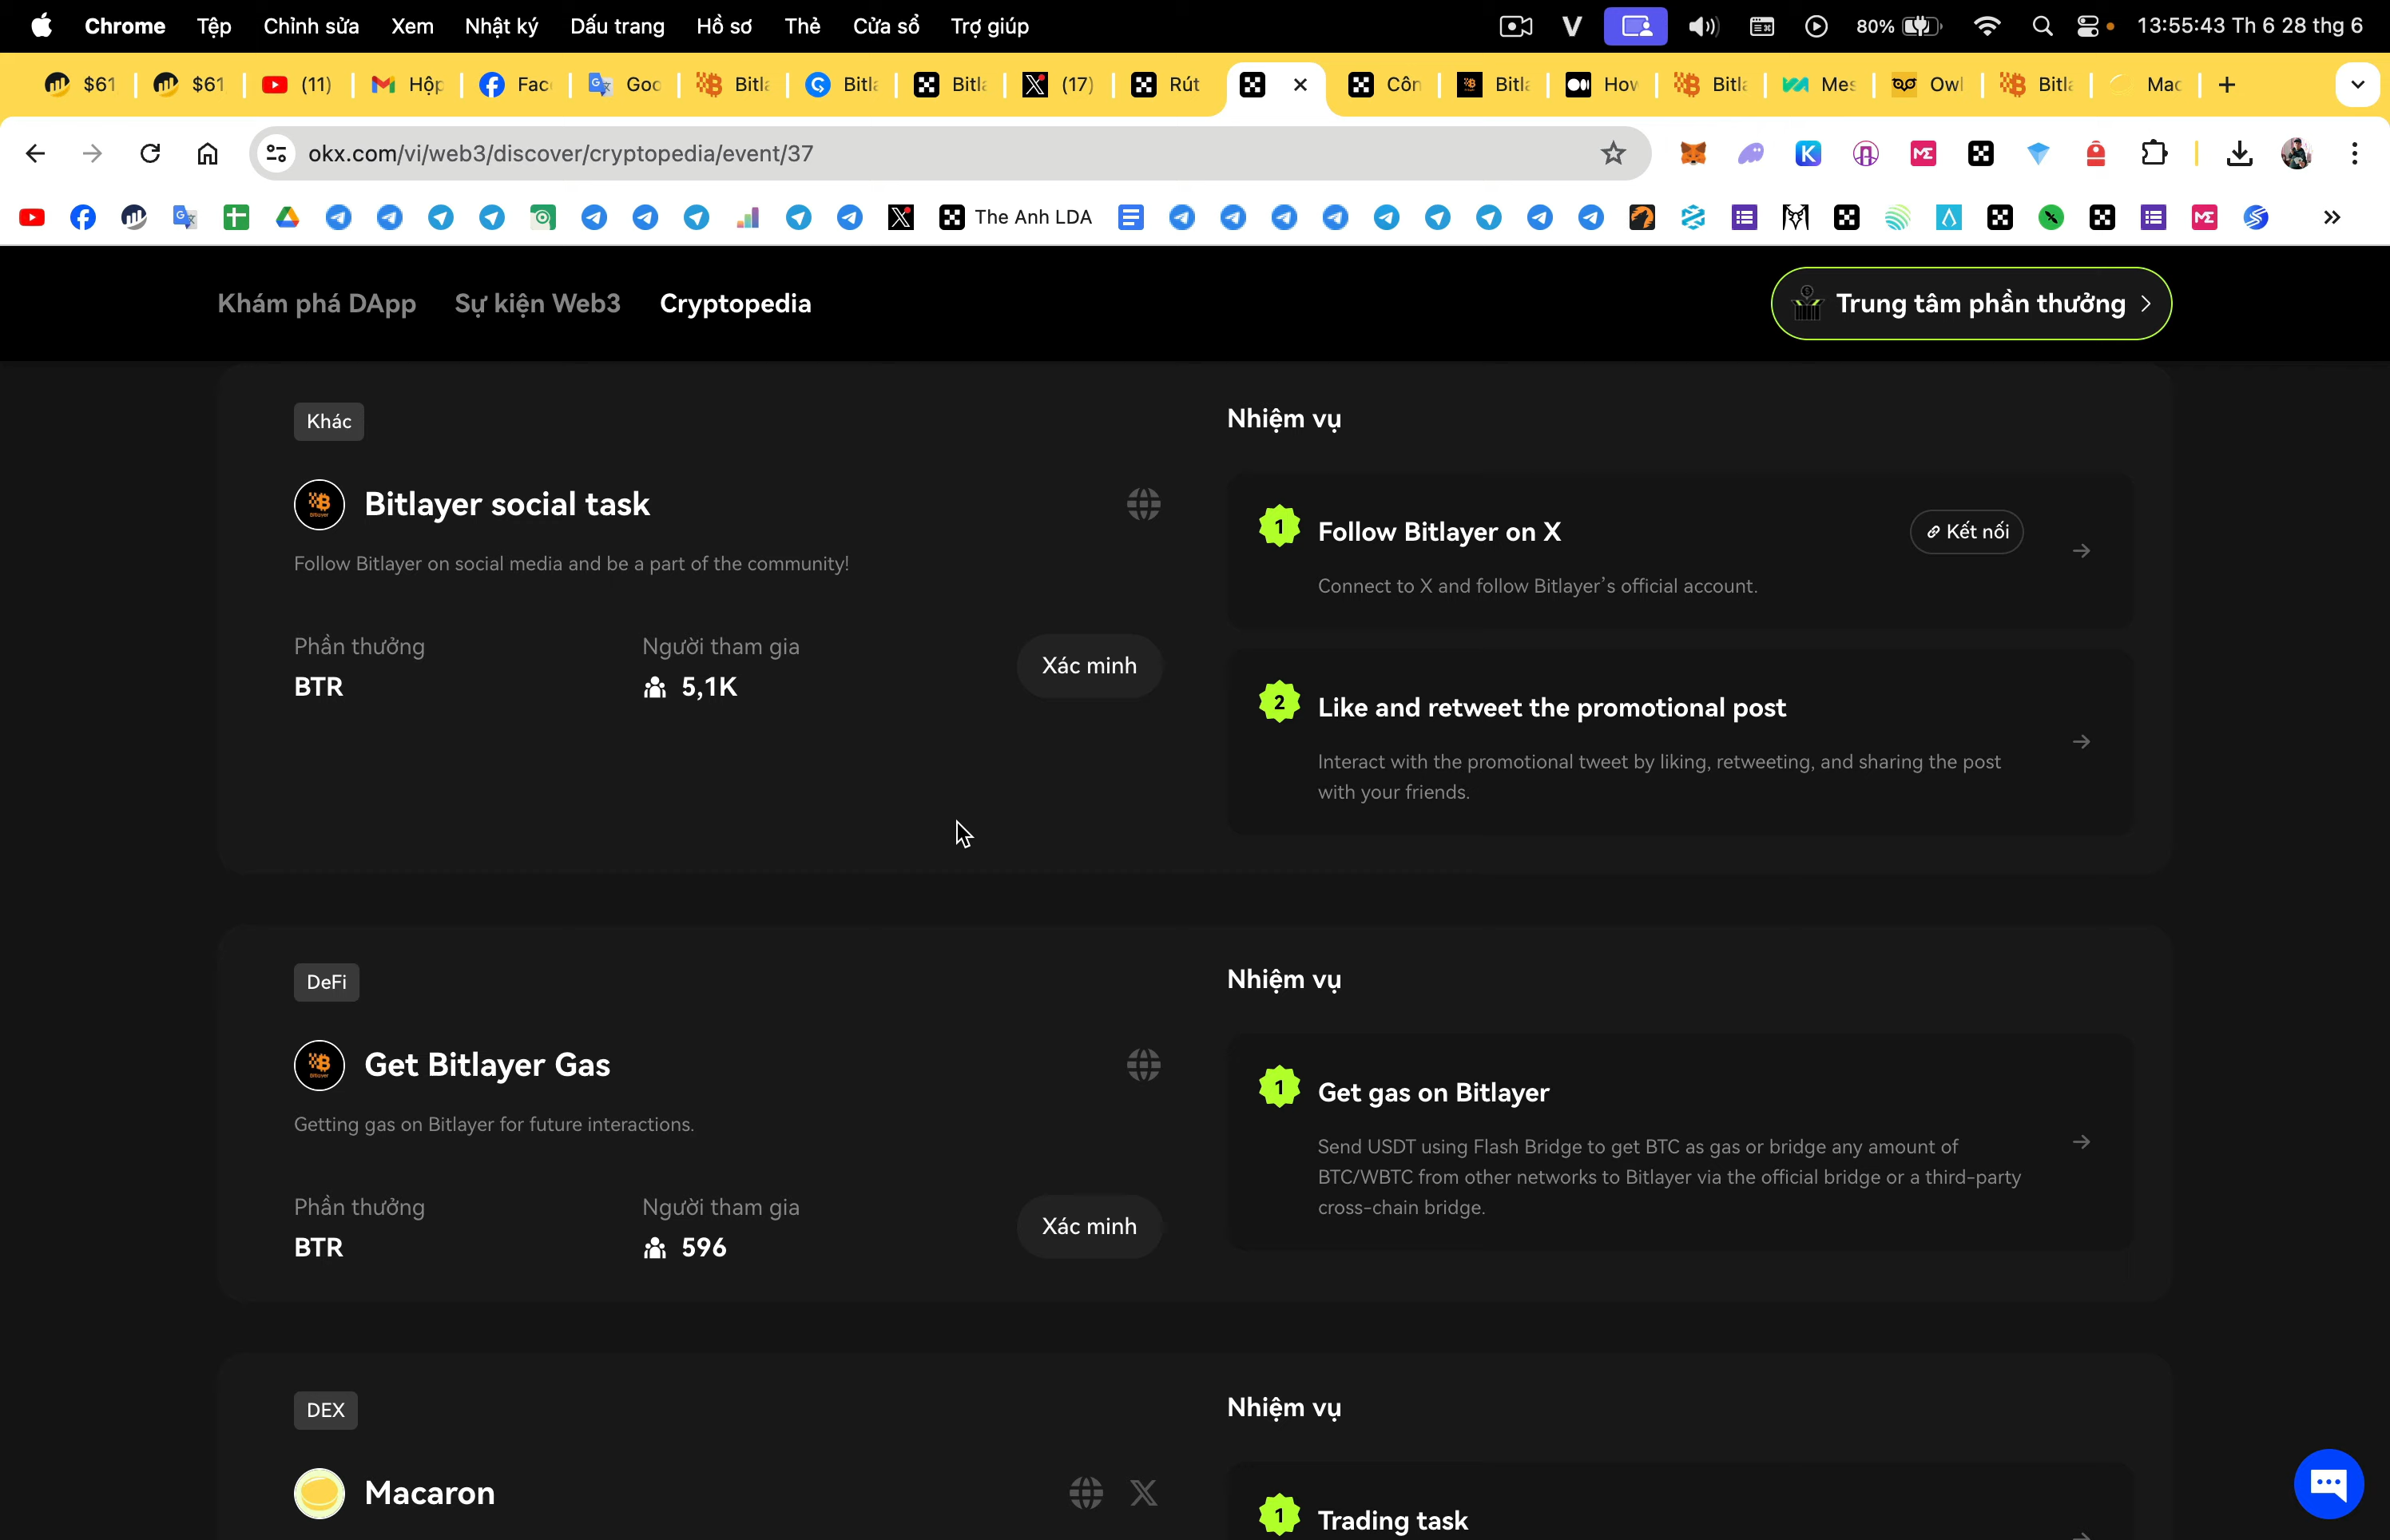 Chrome Tệp Chỉnh sửa Xem Nhật ký Dấu trang Hồ sơ Thẻ Cửa sổ Trợ giúp 80% 13:55:43 Th 6 28 thg 6
$61 $61 (11) Hộp Fac Goo Bitla Bitla Bitla (17) Rút Côn Bitla How Bitla Mes Owl Bitla Mac
okx.com/vi/web3/discover/cryptopedia/event/37
The Anh LDA
Khám phá DApp Sự kiện Web3 Cryptopedia Trung tâm phần thưởng
Khác
Bitlayer social task
Follow Bitlayer on social media and be a part of the community!
Phần thưởng Người tham gia
BTR 5,1K
Xác minh
Nhiệm vụ
1 Follow Bitlayer on X Kết nối
Connect to X and follow Bitlayer's official account.
2 Like and retweet the promotional post
Interact with the promotional tweet by liking, retweeting, and sharing the post
with your friends.
DeFi
Get Bitlayer Gas
Getting gas on Bitlayer for future interactions.
Phần thưởng Người tham gia
BTR 596
Xác minh
Nhiệm vụ
1 Get gas on Bitlayer
Send USDT using Flash Bridge to get BTC as gas or bridge any amount of
BTC/WBTC from other networks to Bitlayer via the official bridge or a third-party
cross-chain bridge.
DEX
Macaron
Nhiệm vụ
1 Trading task